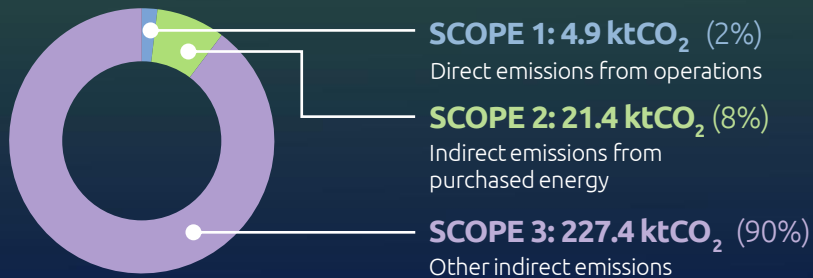 SCOPE 1: 4.9 ktCO₂ (2%)
Direct emissions from operations
SCOPE 2: 21.4 ktCO₂ (8%)
Indirect emissions from
purchased energy
SCOPE 3: 227.4 ktCO₂ (90%)
Other indirect emissions